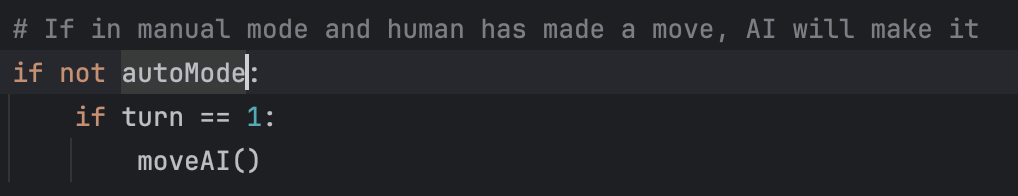 # If in manual mode and human has made a move, AI will make it
if not autoMode:
    if turn == 1:
        moveAI()